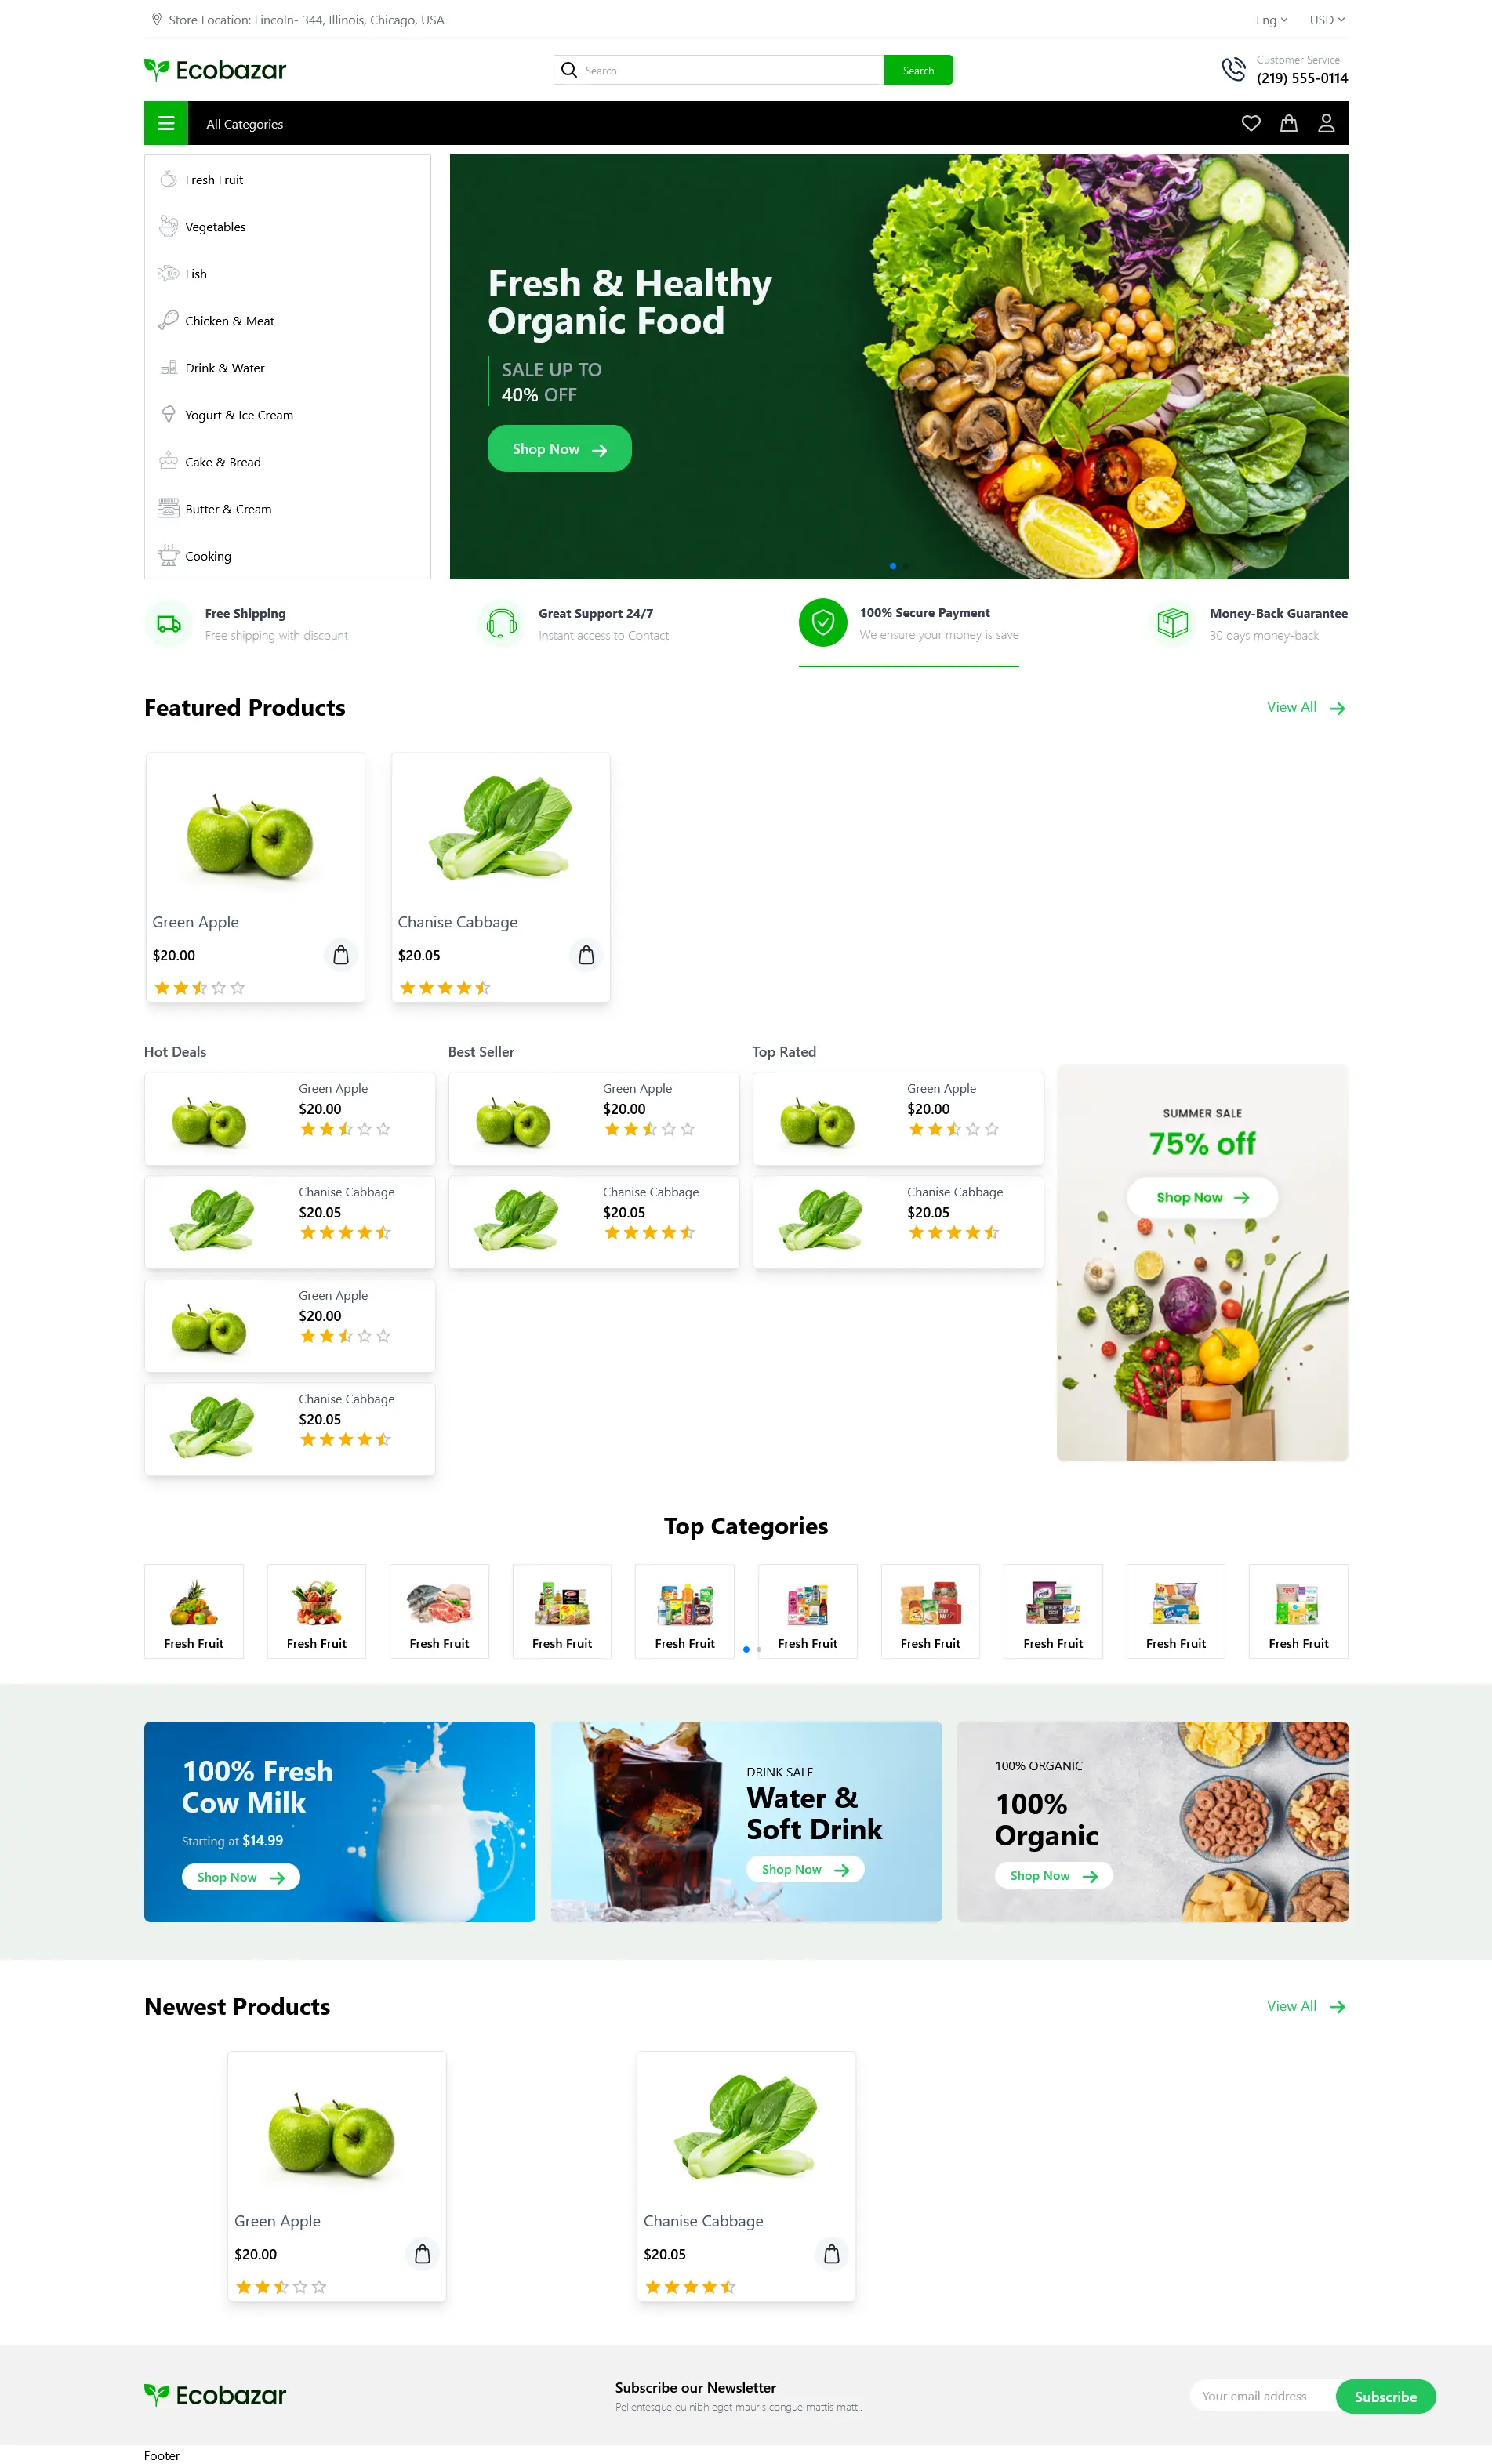 Store Location: Lincoln- 344, Illinois, Chicago, USA
Eng
USD
Ecobazar
Search
Search
Customer Service
(219) 555-0114
All Categories
Fresh Fruit
Vegetables
Fish
Chicken & Meat
Drink & Water
Yogurt & Ice Cream
Cake & Bread
Butter & Cream
Cooking
Fresh & Healthy
Organic Food
SALE UP TO
40% OFF
Shop Now
Free Shipping
Free shipping with discount
Great Support 24/7
Instant access to Contact
100% Secure Payment
We ensure your money is save
Money-Back Guarantee
30 days money-back
Featured Products
View All
Green Apple
$20.00
Chanise Cabbage
$20.05
Hot Deals
Green Apple
$20.00
Chanise Cabbage
$20.05
Green Apple
$20.00
Chanise Cabbage
$20.05
Best Seller
Green Apple
$20.00
Chanise Cabbage
$20.05
Top Rated
Green Apple
$20.00
Chanise Cabbage
$20.05
SUMMER SALE
75% off
Shop Now
Top Categories
Fresh Fruit
Fresh Fruit
Fresh Fruit
Fresh Fruit
Fresh Fruit
Fresh Fruit
Fresh Fruit
Fresh Fruit
Fresh Fruit
Fresh Fruit
100% Fresh
Cow Milk
Starting at $14.99
Shop Now
DRINK SALE
Water &
Soft Drink
Shop Now
100% ORGANIC
100%
Organic
Shop Now
Newest Products
View All
Green Apple
$20.00
Chanise Cabbage
$20.05
Ecobazar
Subscribe our Newsletter
Pellentesque eu nibh eget mauris congue mattis matti.
Your email address
Subscribe
Footer